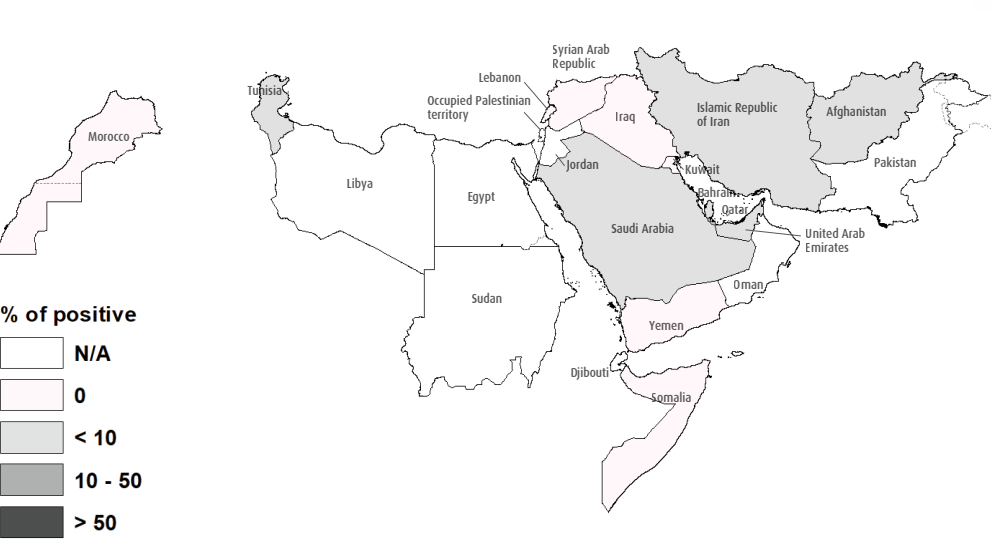 Syrian Arab
Republic
Lebanon
Tunisia
Occupied Palestinian
territory
Islamic Republic
of Iran
Afghanistan
Iraq
Morocco
Pakistan
Jordan
Kuwait
Libya
Egypt
Bahrain
Qatar
Saudi Arabia
United Arab
Emirates
Oman
Sudan
Yemen
Djibouti
Somalia
% of positive
N/A
0
< 10
10 - 50
> 50